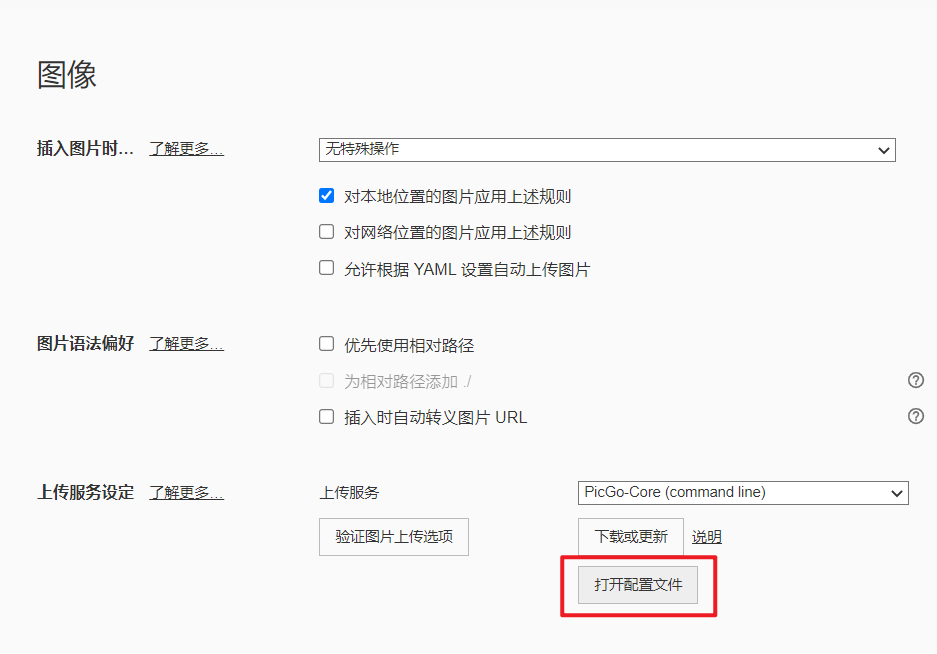 图像
插入图片时... 了解更多... 无特殊操作
对本地位置的图片应用上述规则
对网络位置的图片应用上述规则
允许根据 YAML 设置自动上传图片
图片语法偏好 了解更多... 优先使用相对路径
为相对路径添加 ./
插入时自动转义图片 URL
上传服务设定 了解更多... 上传服务 PicGo-Core (command line)
验证图片上传选项 下载或更新 说明
打开配置文件